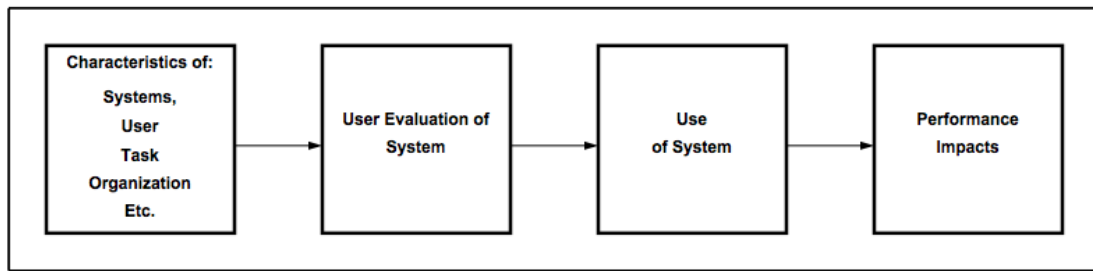 Characteristics of:
Systems,
User
Task
Organization
Etc.
User Evaluation of
System
Use
of System
Performance
Impacts